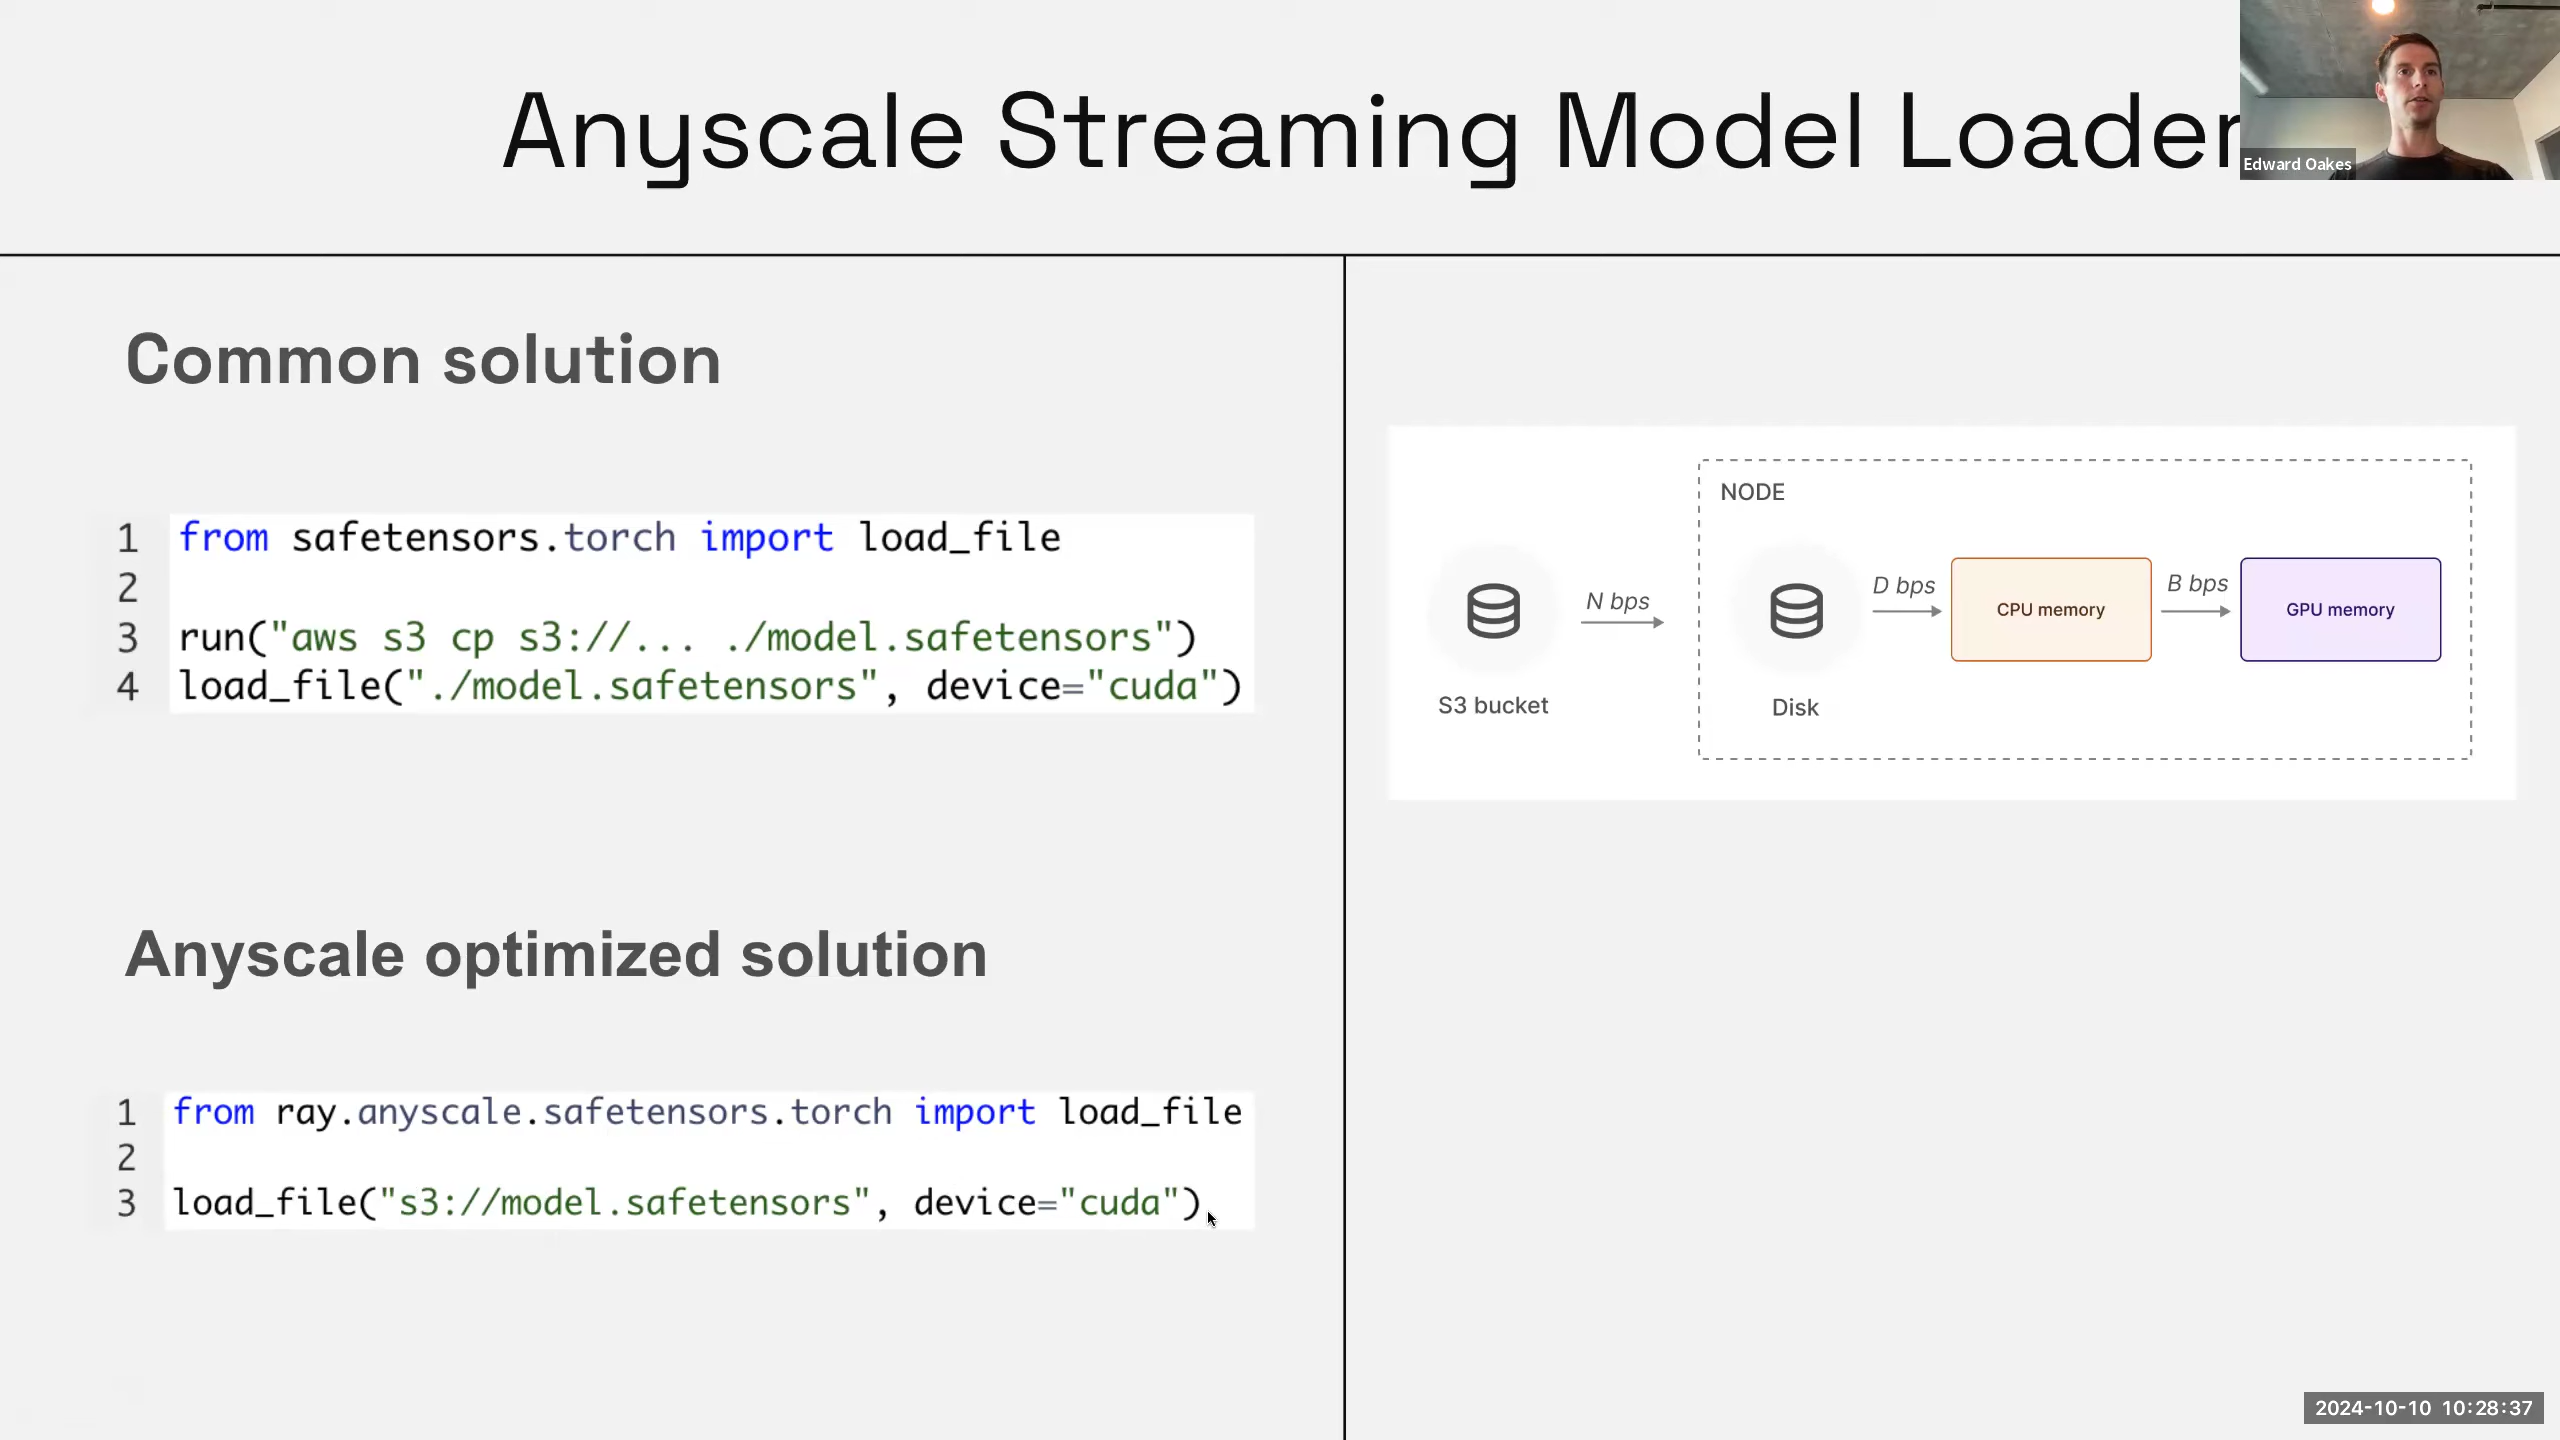 Anyscale Streaming Model Loader
Edward Oakes
Common solution
1 from safetensors.torch import load_file
2
3 run("aws s3 cp s3://... ./model.safetensors")
4 load_file("./model.safetensors", device="cuda")
Anyscale optimized solution
1 from ray.anyscale.safetensors.torch import load_file
2
3 load_file("s3://model.safetensors", device="cuda")
NODE
N bps
D bps
B bps
CPU memory
GPU memory
S3 bucket
Disk
2024-10-10 10:28:37